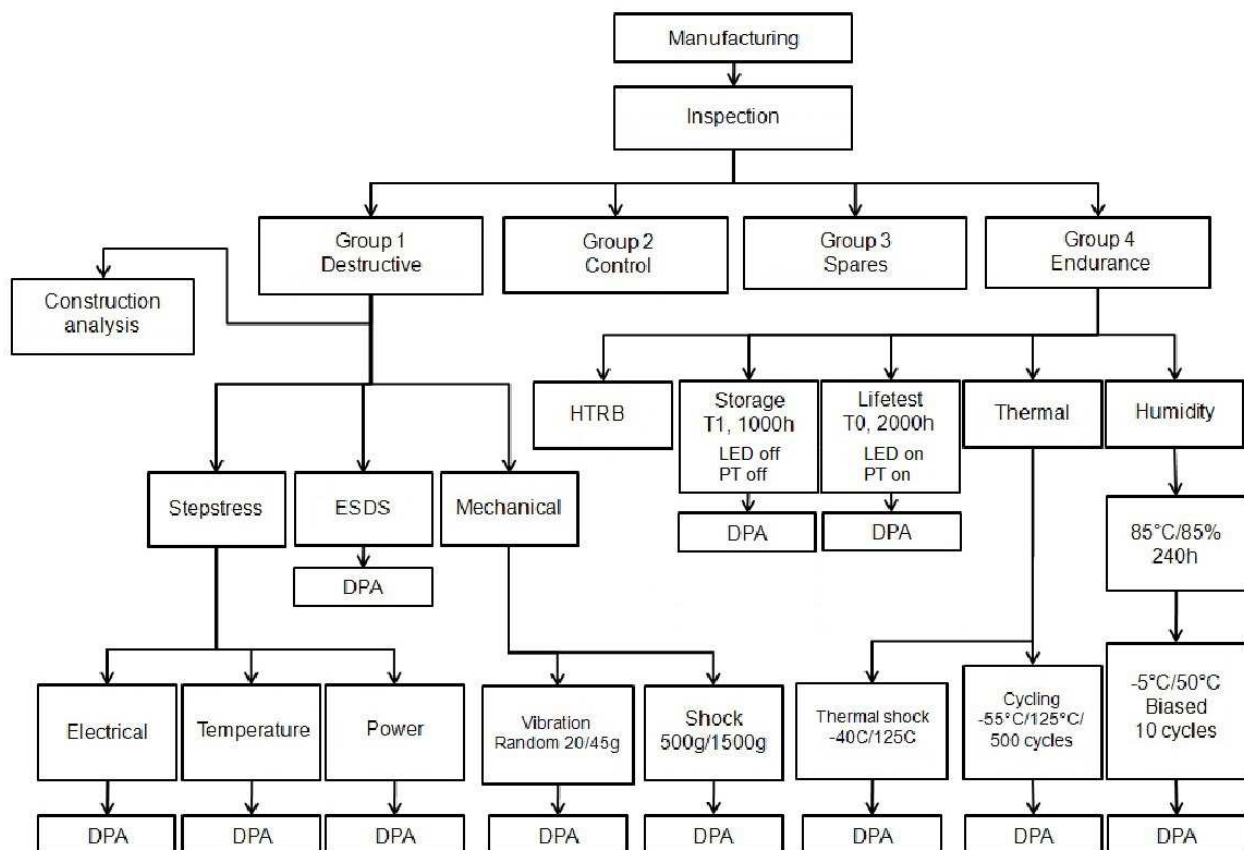 Manufacturing
Inspection
Group 1
Destructive
Group 2
Control
Group 3
Spares
Group 4
Endurance
Construction
analysis
HTRB
Storage
T1, 1000h
LED off
PT off
Lifetest
T0, 2000h
LED on
PT on
Thermal
Humidity
Stepstress
ESDS
Mechanical
DPA
DPA
85°C/85%
240h
DPA
Electrical
Temperature
Power
Vibration
Random 20/45g
Shock
500g/1500g
Thermal shock
-40C/125C
Cycling
-55°C/125°C/
500 cycles
-5°C/50°C
Biased
10 cycles
DPA
DPA
DPA
DPA
DPA
DPA
DPA
DPA